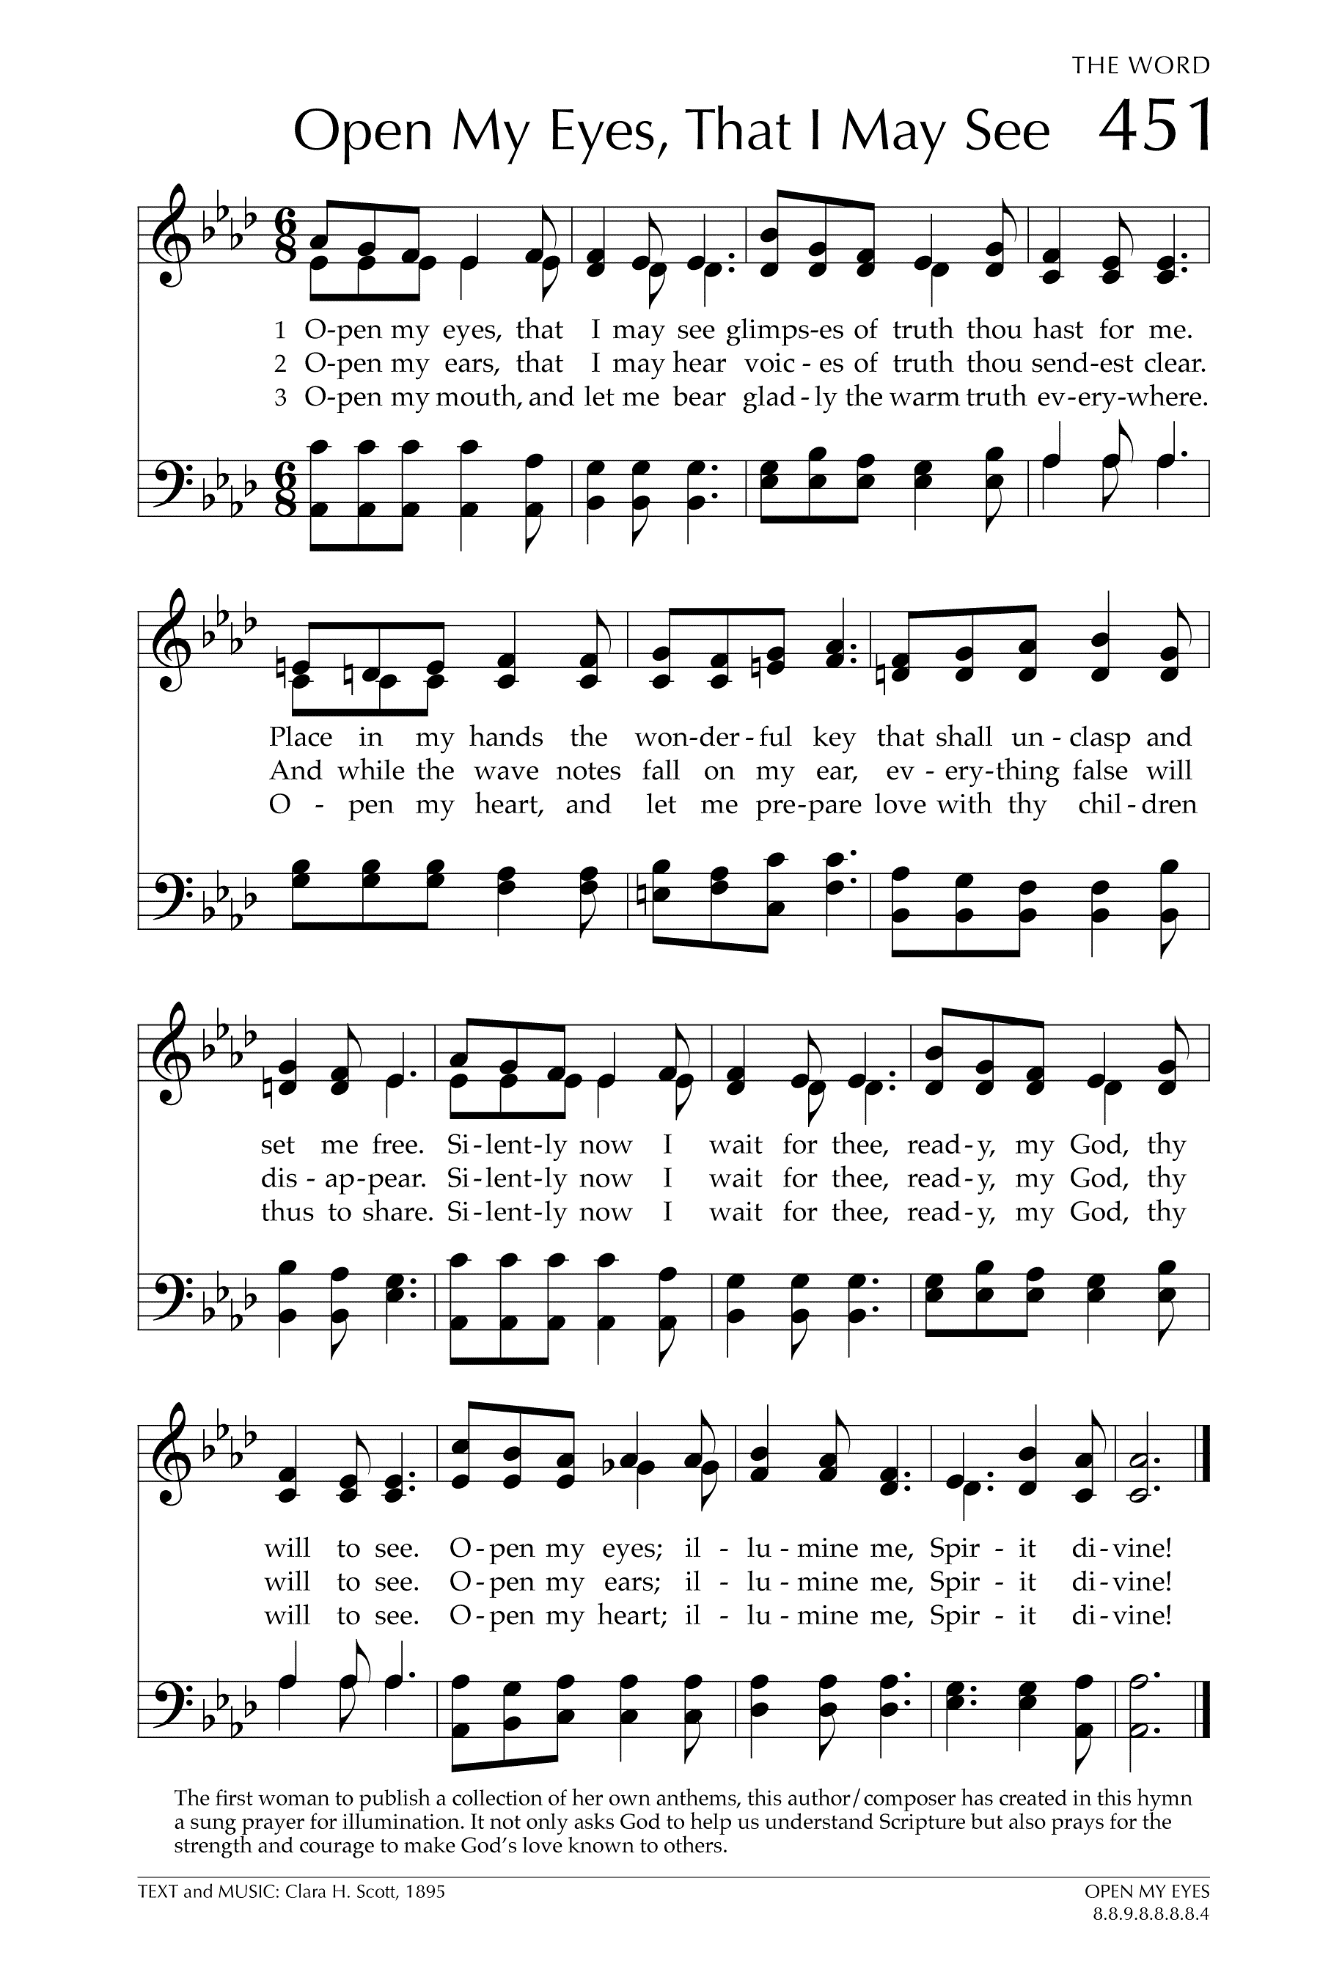 THE WORD
Open My Eyes, That I May See 451
1 O-pen my eyes, that I may see glimps-es of truth thou hast for me.
2 O-pen my ears, that I may hear voic - es of truth thou send-est clear.
3 O-pen my mouth, and let me bear glad - ly the warm truth ev-ery-where.
Place in my hands the won-der - ful key that shall un - clasp and
And while the wave notes fall on my ear, ev - ery-thing false will
O - pen my heart, and let me pre-pare love with thy chil - dren
set me free. Si - lent-ly now I wait for thee, read - y, my God, thy
dis - ap-pear. Si - lent-ly now I wait for thee, read - y, my God, thy
thus to share. Si - lent-ly now I wait for thee, read - y, my God, thy
will to see. O - pen my eyes; il - lu - mine me, Spir - it di - vine!
will to see. O - pen my ears; il - lu - mine me, Spir - it di - vine!
will to see. O - pen my heart; il - lu - mine me, Spir - it di - vine!
The first woman to publish a collection of her own anthems, this author/composer has created in this hymn
a sung prayer for illumination. It not only asks God to help us understand Scripture but also prays for the
strength and courage to make God's love known to others.
TEXT and MUSIC: Clara H. Scott, 1895 OPEN MY EYES
8.8.9.8.8.8.8.4